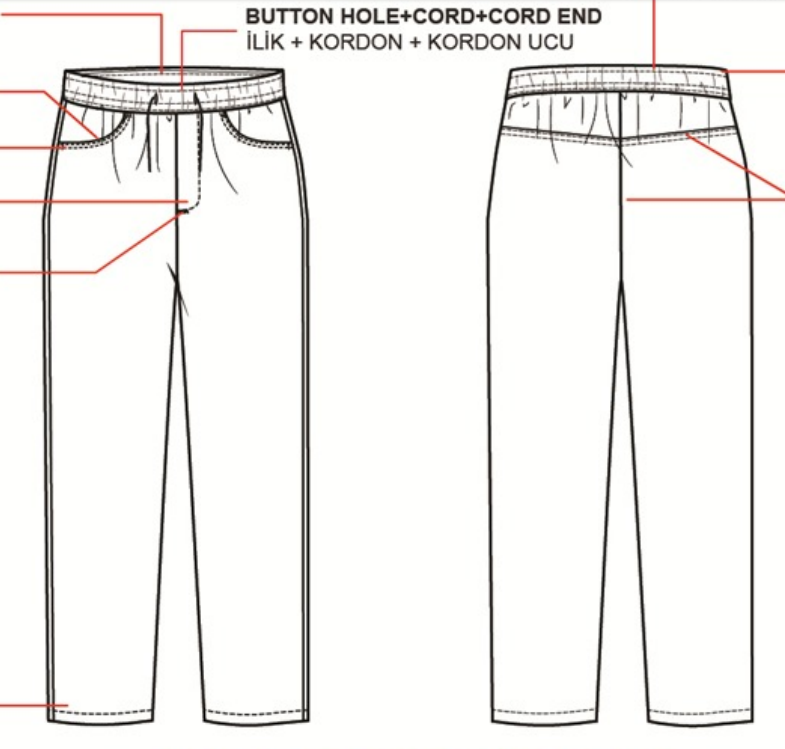 BUTTON HOLE+CORD+CORD END
İLİK + KORDON + KORDON UCU